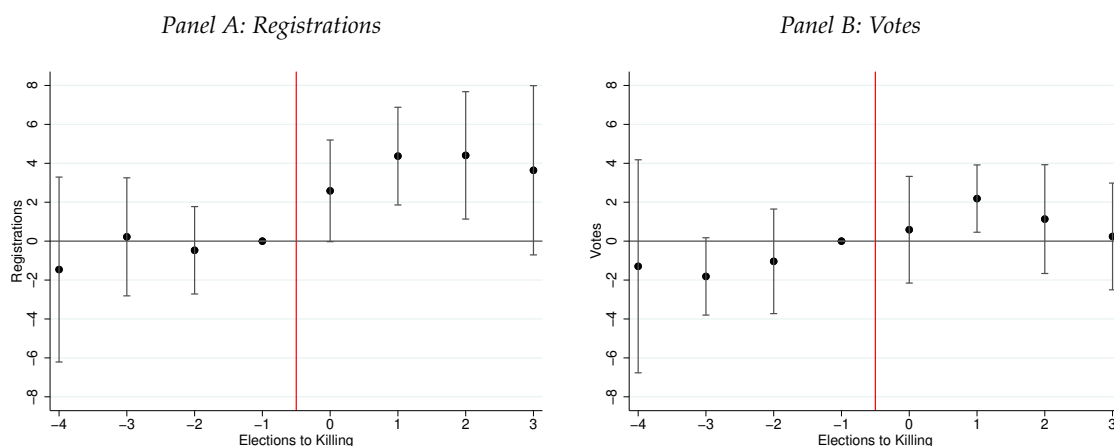 Panel A: Registrations
Registrations
8
6
4
2
0
−2
−4
−6
−8
−4 −3 −2 −1 0 1 2 3
Elections to Killing
Panel B: Votes
Votes
8
6
4
2
0
−2
−4
−6
−8
−4 −3 −2 −1 0 1 2 3
Elections to Killing